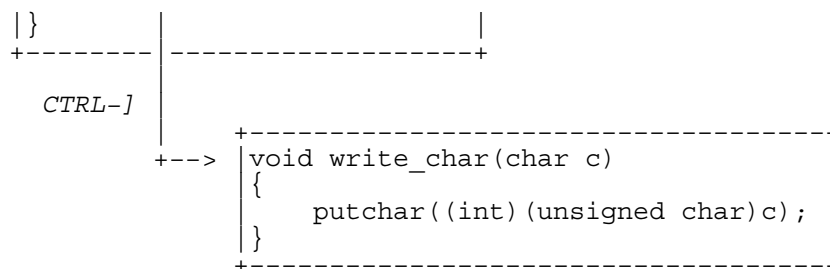 |}        |                   |
+--------|-------------------+
         |
  CTRL-] |
         |    +------------------------------------
         +--> |void write_char(char c)
              |{
              |    putchar((int)(unsigned char)c);
              |}
              +------------------------------------